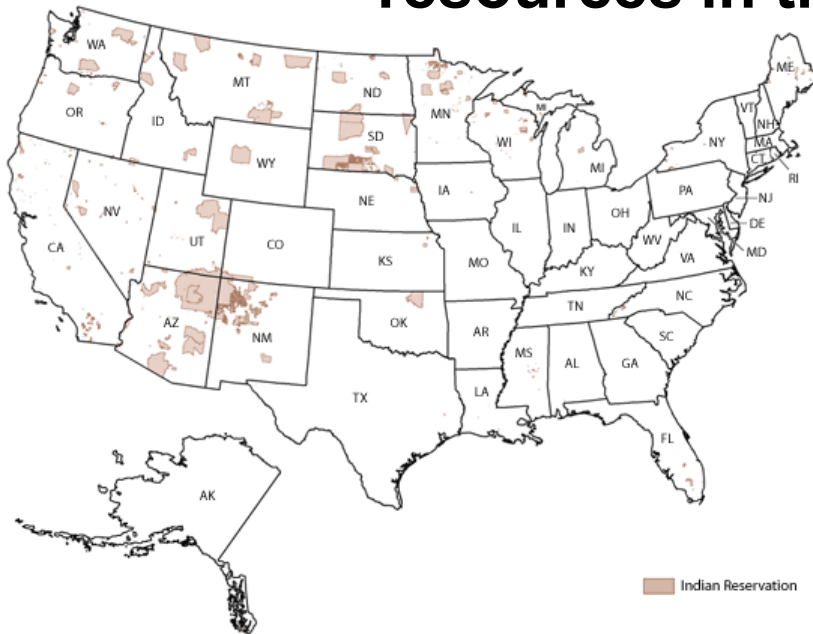 resources in
WA
MT
ND
MN
ME
OR
ID
SD
WI
MI
VT
NH
NY
MA
WY
MI
CT
RI
IA
PA
NE
NJ
NV
OH
UT
CO
IL
IN
DE
WV
MD
CA
KS
MO
VA
KY
NC
TN
AZ
OK
NM
AR
SC
MS
AL
GA
TX
LA
FL
AK
Indian Reservation